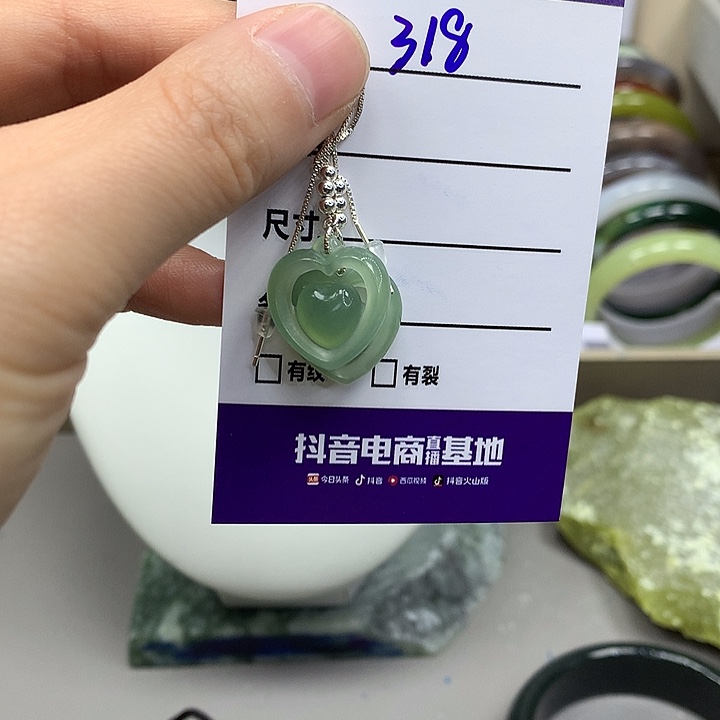 318
尺寸
有纹
有裂
抖音电商直播基地
今日头条 抖音 西瓜视频 抖音火山版